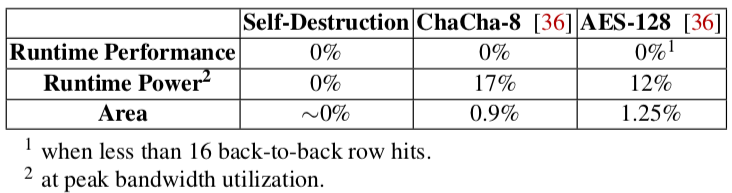 Self-Destruction ChaCha-8 [36] AES-128 [36]
Runtime Performance 0% 0% 0%¹
Runtime Power² 0% 17% 12%
Area ~0% 0.9% 1.25%
¹ when less than 16 back-to-back row hits.
² at peak bandwidth utilization.